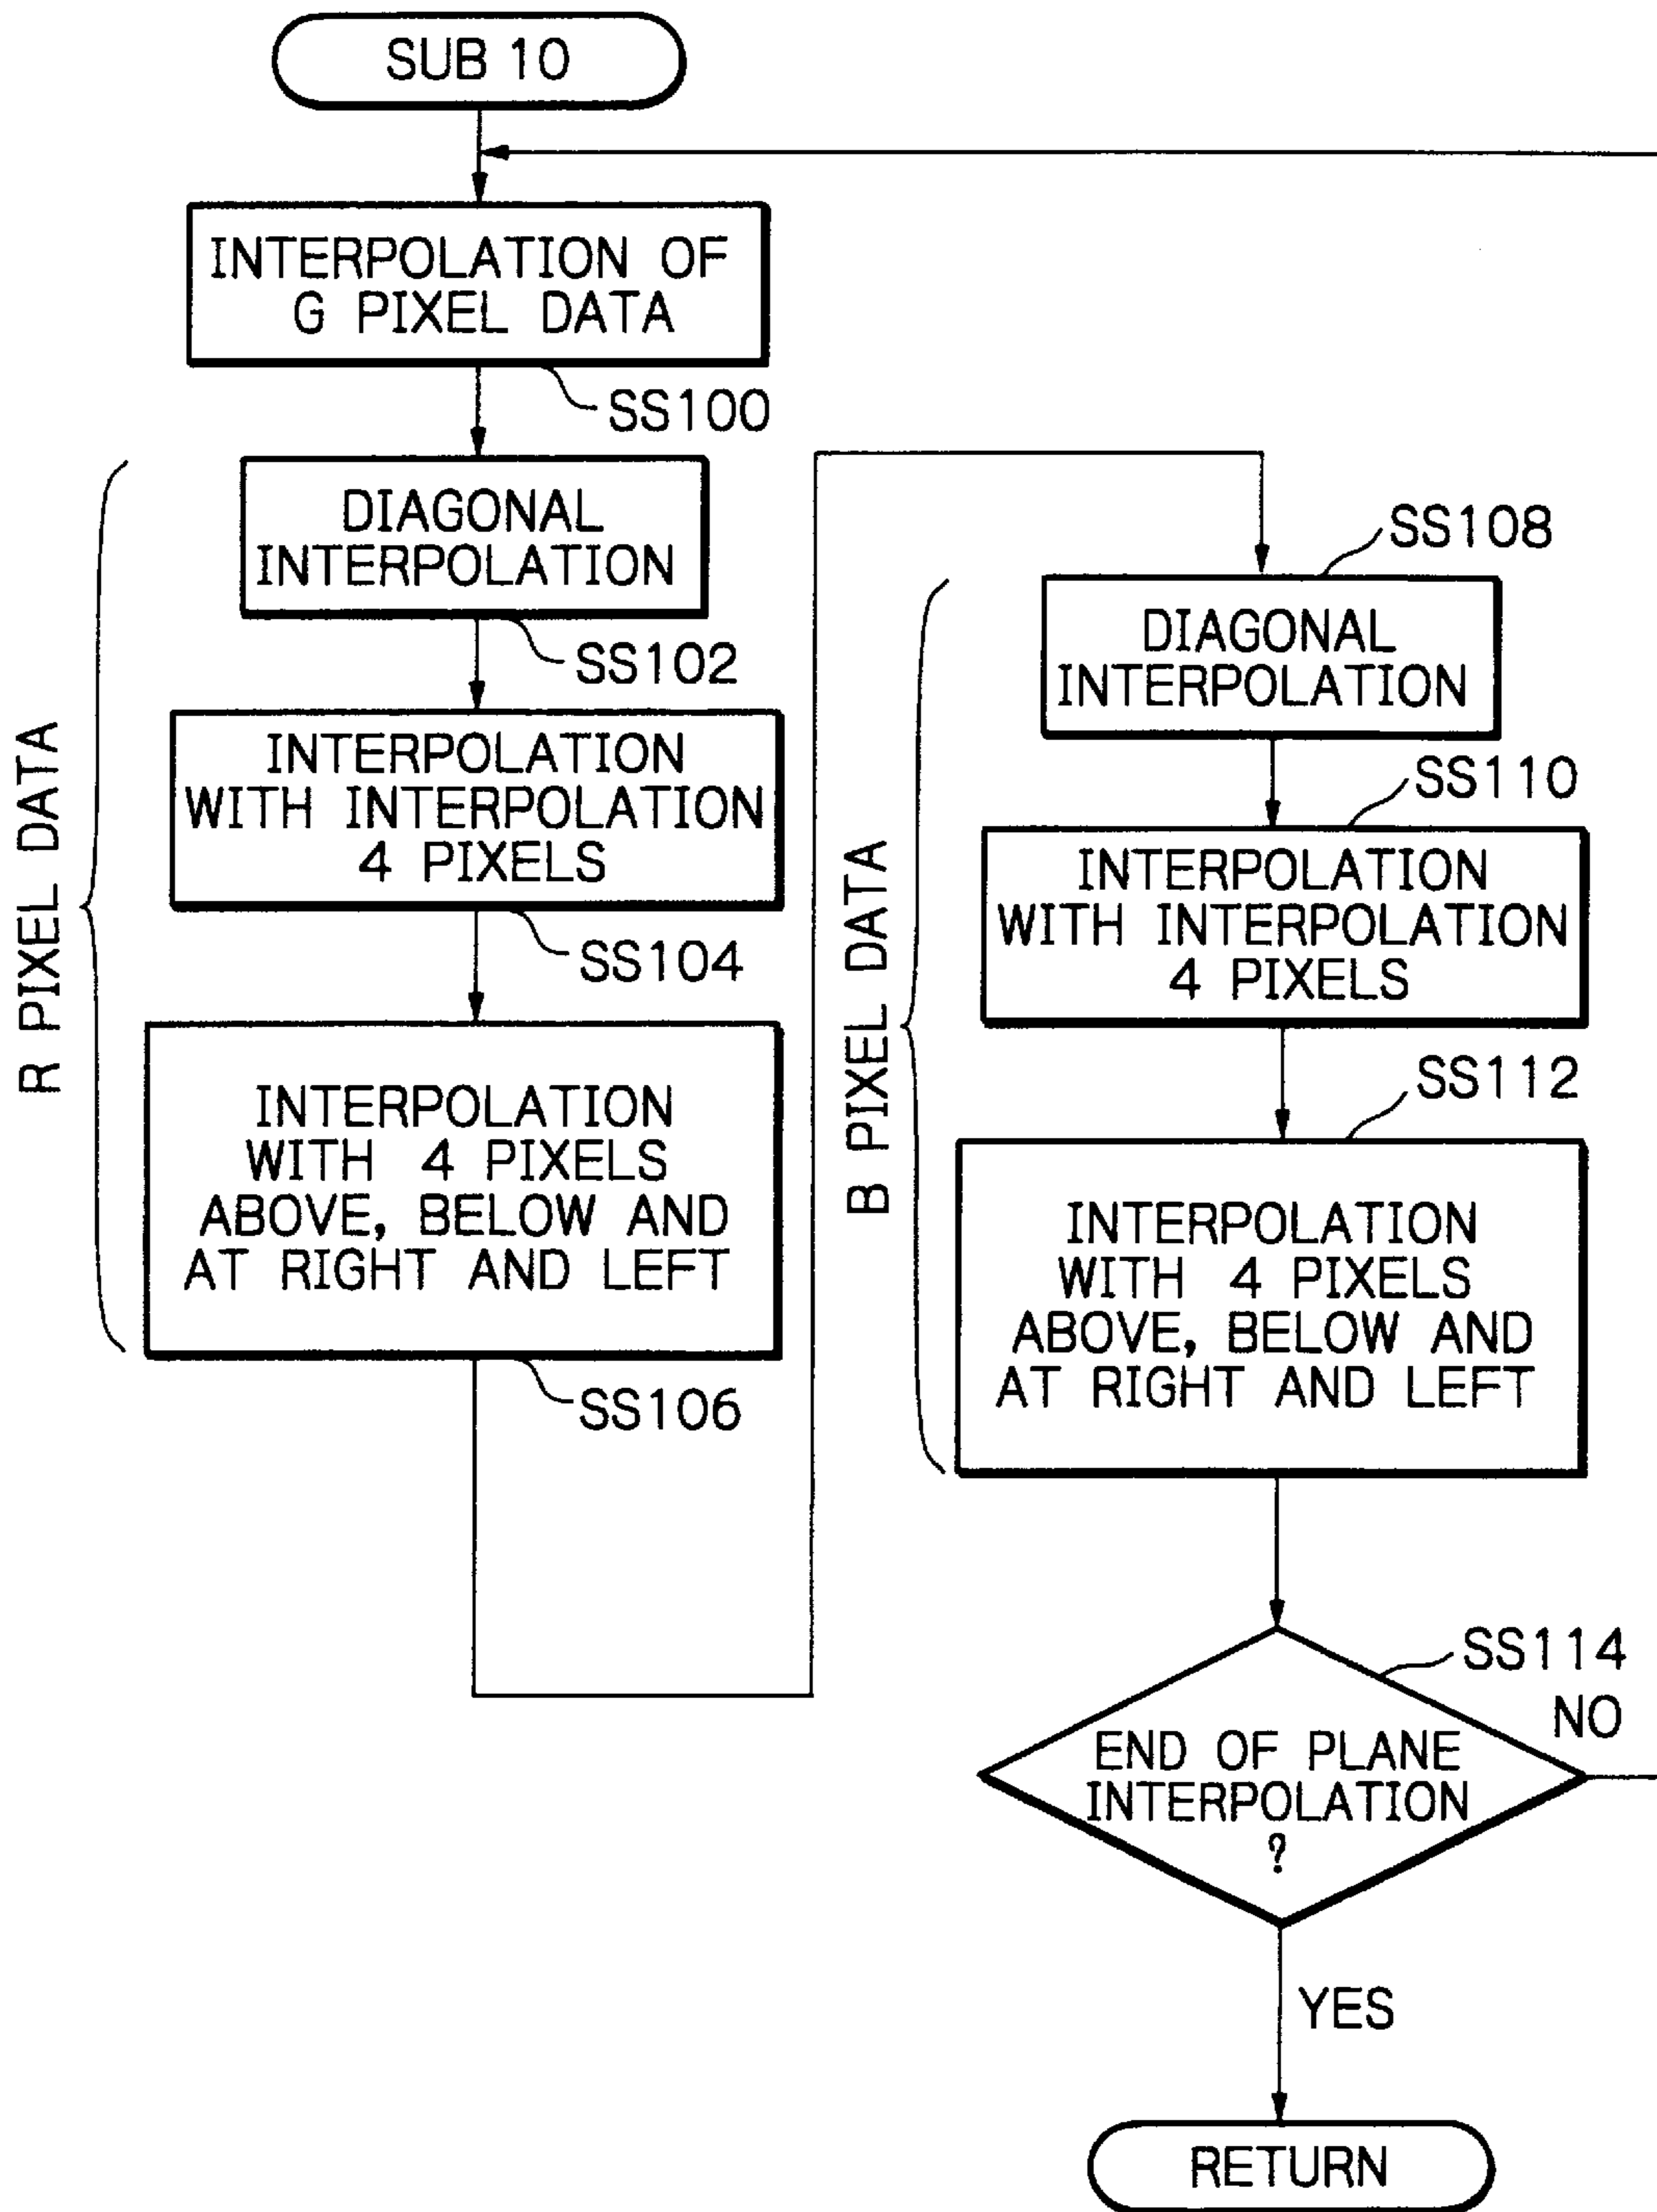 SUB 10
INTERPOLATION OF
G PIXEL DATA
SS100
R PIXEL DATA
DIAGONAL
INTERPOLATION
SS102
INTERPOLATION
WITH INTERPOLATION
4 PIXELS
SS104
INTERPOLATION
WITH 4 PIXELS
ABOVE, BELOW AND
AT RIGHT AND LEFT
SS106
B PIXEL DATA
SS108
DIAGONAL
INTERPOLATION
SS110
INTERPOLATION
WITH INTERPOLATION
4 PIXELS
SS112
INTERPOLATION
WITH 4 PIXELS
ABOVE, BELOW AND
AT RIGHT AND LEFT
SS114
NO
END OF PLANE
INTERPOLATION
?
YES
RETURN